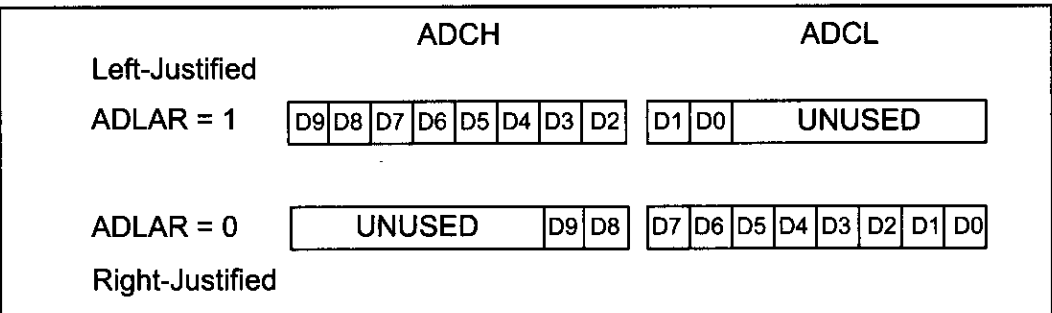 ADCH ADCL
Left-Justified
ADLAR = 1 D9 D8 D7 D6 D5 D4 D3 D2 D1 D0 UNUSED
ADLAR = 0 UNUSED D9 D8 D7 D6 D5 D4 D3 D2 D1 D0
Right-Justified